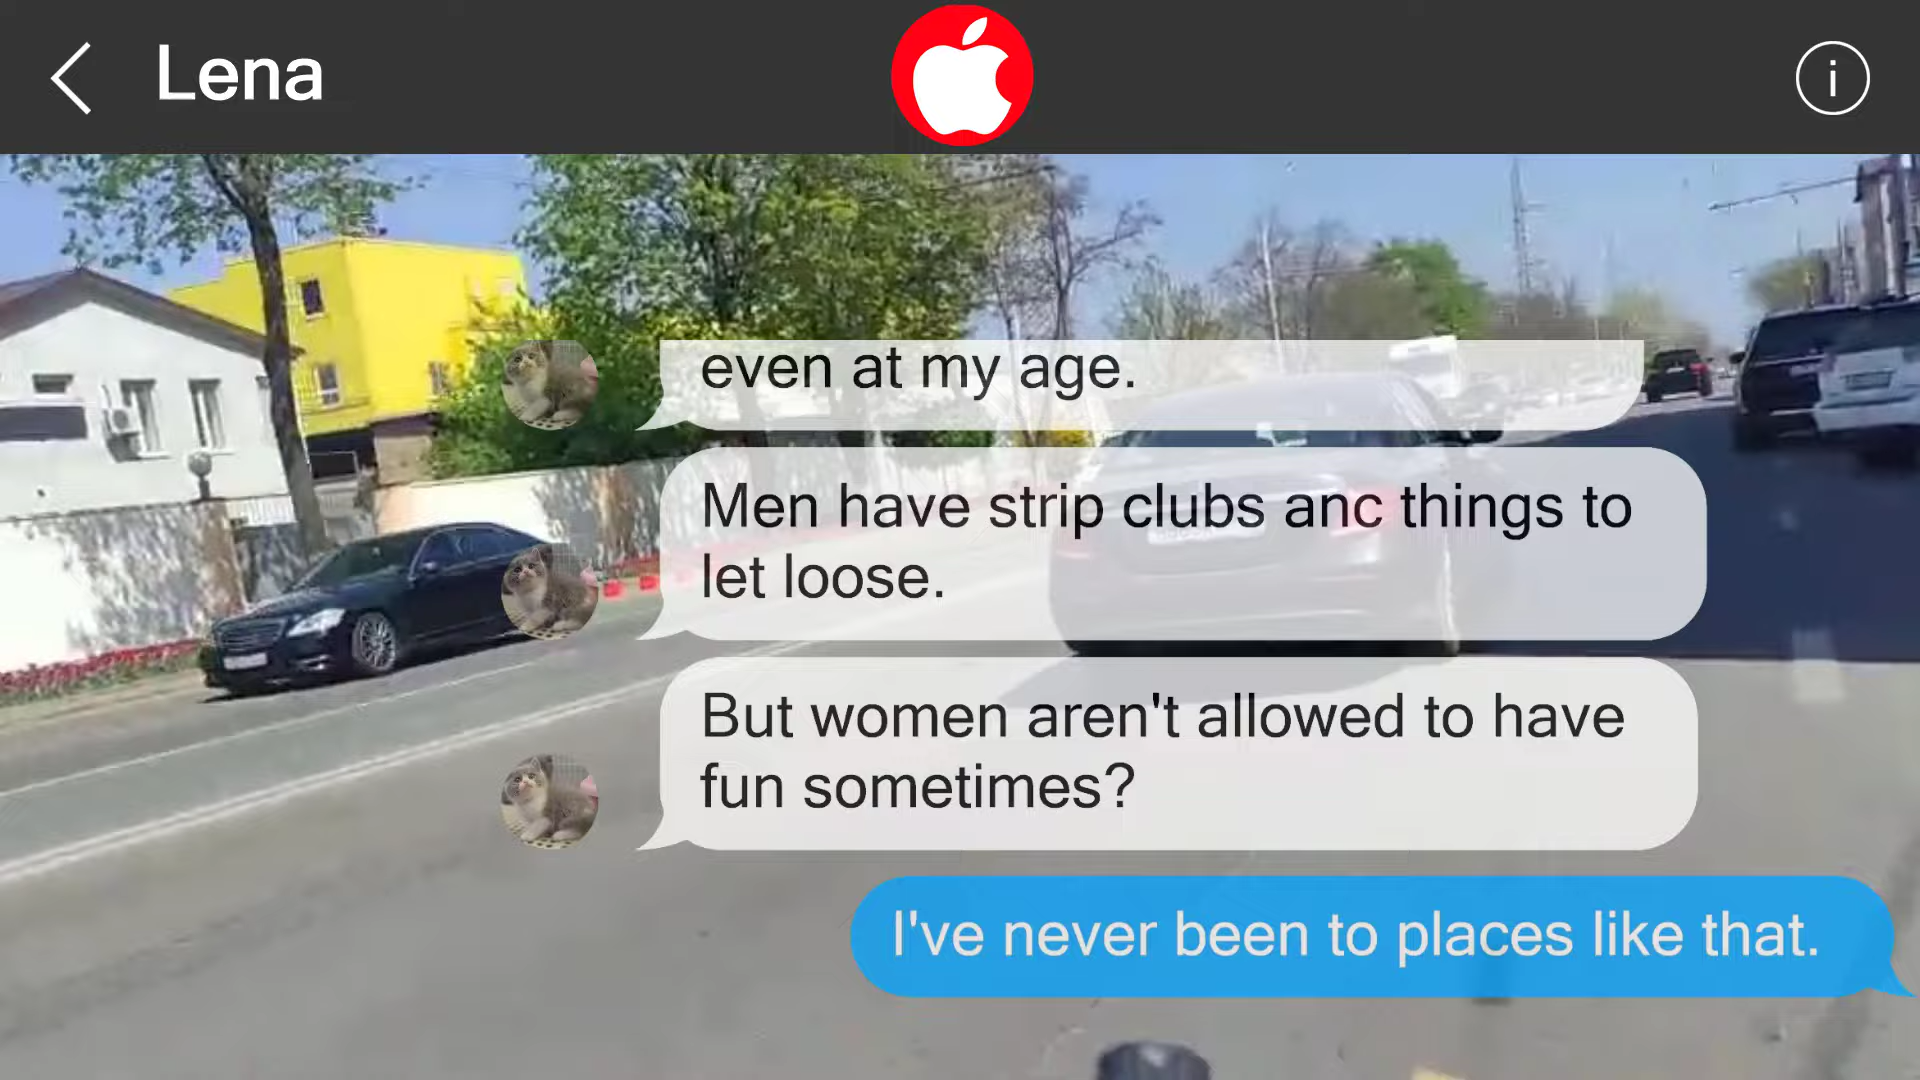 Lena
even at my age.
Men have strip clubs anc things to
let loose.
But women aren't allowed to have
fun sometimes?
I've never been to places like that.